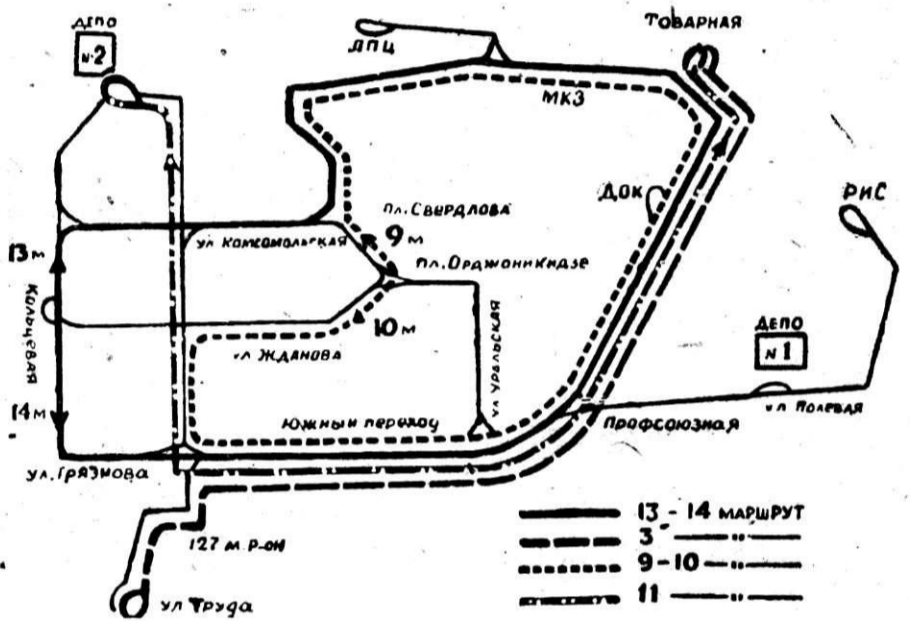 ДЕПО
№2
ДПЦ
ТОВАРНАЯ
МКЗ
ДОК
РИС
ПЛ. СВЕРДЛОВА
9м
УЛ КОМСОМОЛЬСКАЯ
ПЛ. ОРДЖОНИКИДЗЕ
13м
КОЛЬЦЕВАЯ
10м
УЛ ЖДАНОВА
УЛ УРАЛЬСКАЯ
ДЕПО
№1
14м
ЮЖНЫЙ ПЕРЕХОД
ПРОФСОЮЗНАЯ
УЛ ПОЛЕВАЯ
УЛ. ГРЯЗНОВА
127 М. Р-ОН
УЛ ТРУДА
13 - 14 МАРШРУТ
3 — " —
9 - 10 — " —
11 — " —